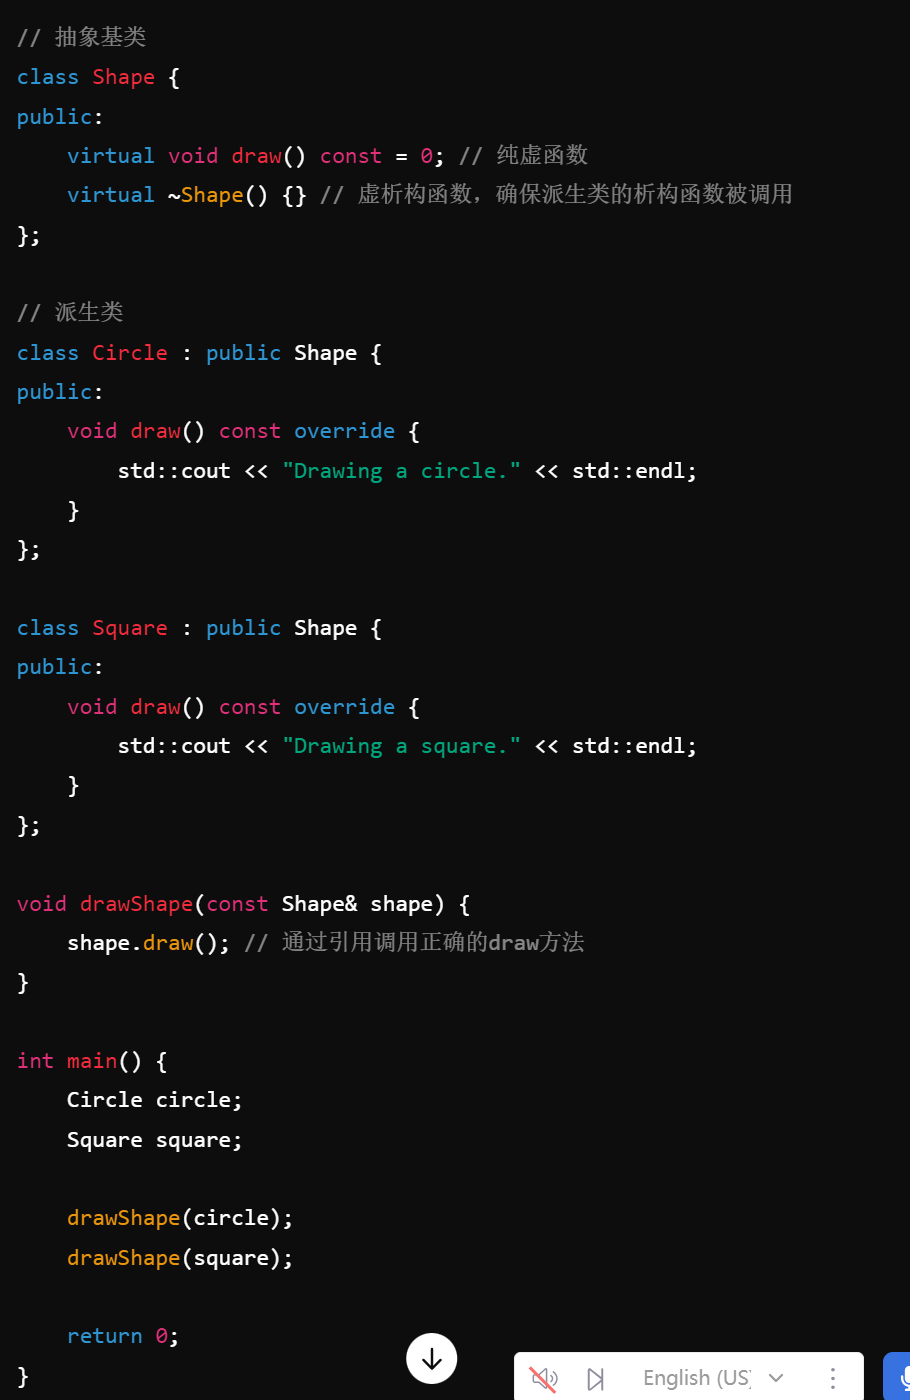 // 抽象基类
class Shape {
public:
    virtual void draw() const = 0; // 纯虚函数
    virtual ~Shape() {} // 虚析构函数，确保派生类的析构函数被调用
};

// 派生类
class Circle : public Shape {
public:
    void draw() const override {
        std::cout << "Drawing a circle." << std::endl;
    }
};

class Square : public Shape {
public:
    void draw() const override {
        std::cout << "Drawing a square." << std::endl;
    }
};

void drawShape(const Shape& shape) {
    shape.draw(); // 通过引用调用正确的draw方法
}

int main() {
    Circle circle;
    Square square;

    drawShape(circle);
    drawShape(square);

    return 0;
}
English (US)